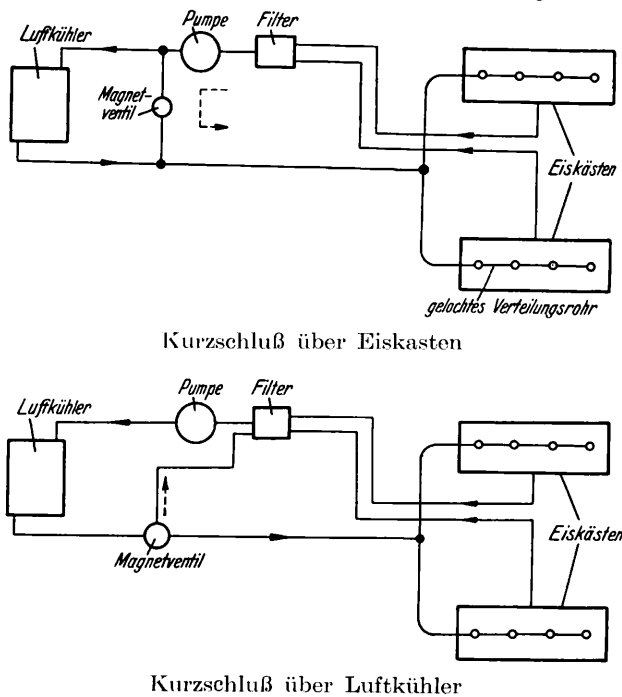 Luftkühler
Pumpe
Filter
Magnet-
ventil
Eiskästen
gelochtes Verteilungsrohr
Kurzschluß über Eiskasten
Luftkühler
Pumpe
Filter
Magnetventil
Eiskästen
Kurzschluß über Luftkühler